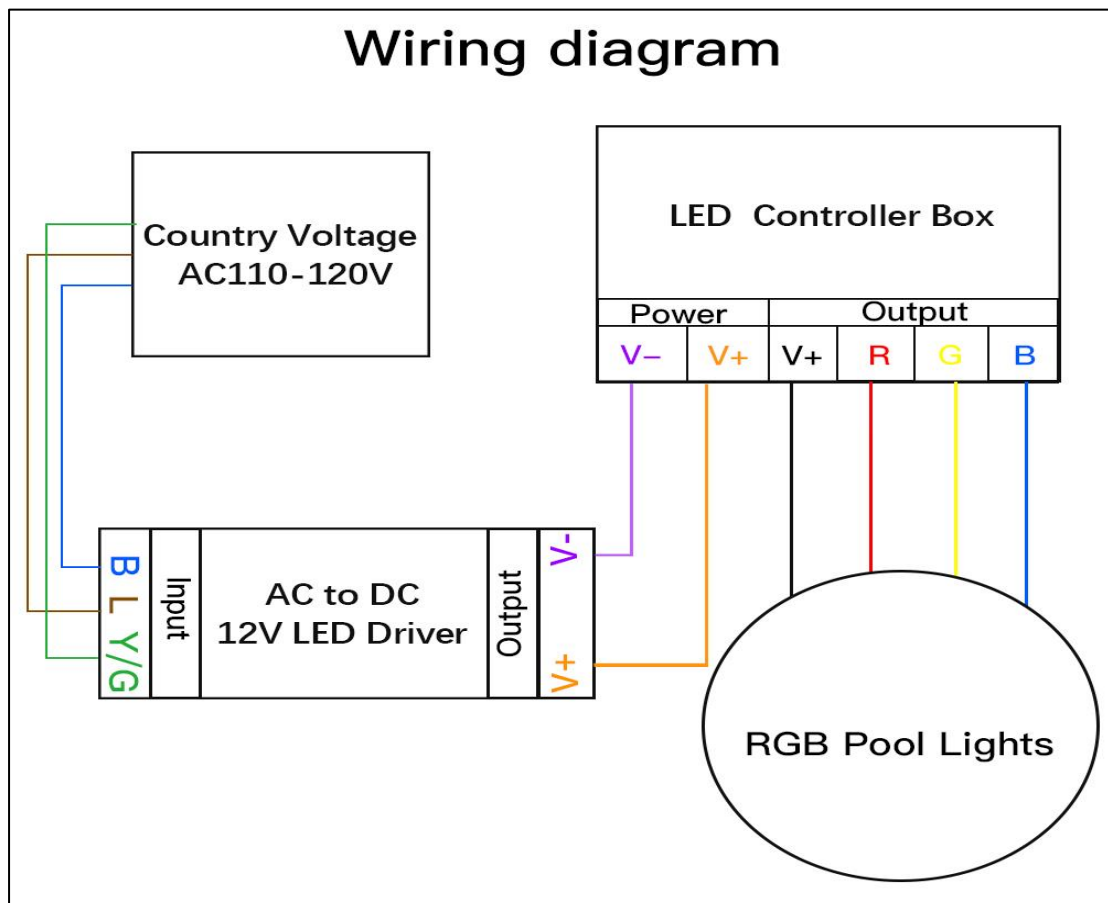 Wiring diagram
Country Voltage
AC110-120V
LED Controller Box
Power
Output
V-
V+
V+
R
G
B
B
L
Y/G
Input
AC to DC
12V LED Driver
Output
V-
V+
RGB Pool Lights